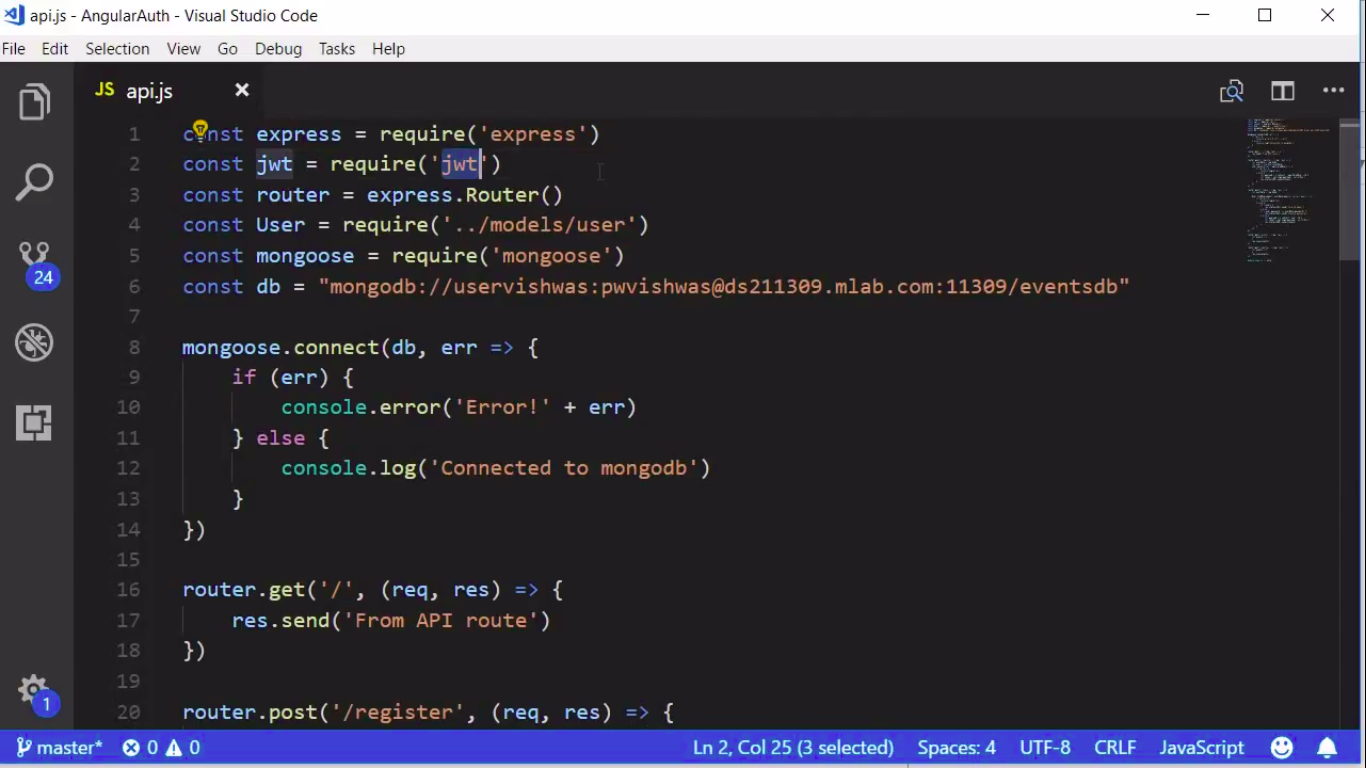 api.js - AngularAuth - Visual Studio Code
File Edit Selection View Go Debug Tasks Help
JS api.js
1 const express = require('express')
2 const jwt = require('jwt')
3 const router = express.Router()
4 const User = require('../models/user')
5 const mongoose = require('mongoose')
6 const db = "mongodb://uservishwas:pwvishwas@ds211309.mlab.com:11309/eventsdb"
7
8 mongoose.connect(db, err => {
9 if (err) {
10 console.error('Error!' + err)
11 } else {
12 console.log('Connected to mongodb')
13 }
14 })
15
16 router.get('/', (req, res) => {
17 res.send('From API route')
18 })
19
20 router.post('/register', (req, res) => {
24
1
master* 0 0 Ln 2, Col 25 (3 selected) Spaces: 4 UTF-8 CRLF JavaScript